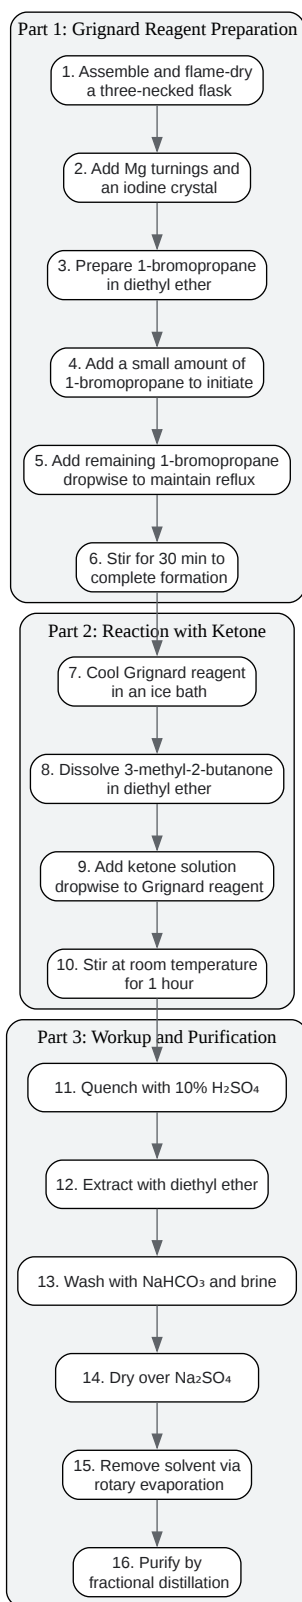 Part 1: Grignard Reagent Preparation
1. Assemble and flame-dry
a three-necked flask
2. Add Mg turnings and
an iodine crystal
3. Prepare 1-bromopropane
in diethyl ether
4. Add a small amount of
1-bromopropane to initiate
5. Add remaining 1-bromopropane
dropwise to maintain reflux
6. Stir for 30 min to
complete formation
Part 2: Reaction with Ketone
7. Cool Grignard reagent
in an ice bath
8. Dissolve 3-methyl-2-butanone
in diethyl ether
9. Add ketone solution
dropwise to Grignard reagent
10. Stir at room temperature
for 1 hour
Part 3: Workup and Purification
11. Quench with 10% H₂SO₄
12. Extract with diethyl ether
13. Wash with NaHCO₃ and brine
14. Dry over Na₂SO₄
15. Remove solvent via
rotary evaporation
16. Purify by
fractional distillation